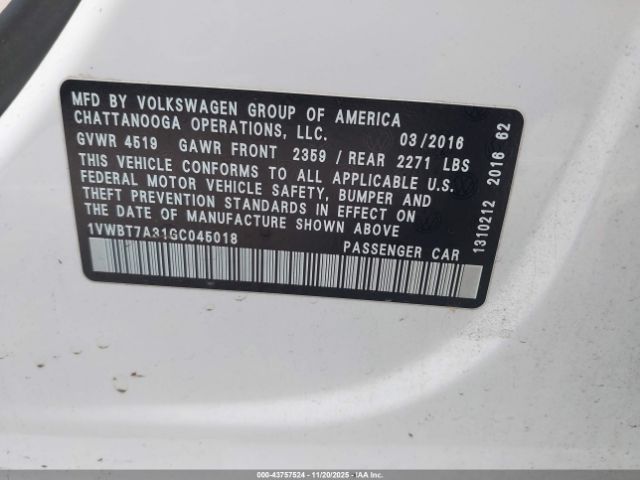 MFD BY VOLKSWAGEN GROUP OF AMERICA
CHATTANOOGA OPERATIONS, LLC. 03/2016
GVWR 4519 GAWR FRONT 2359 / REAR 2271 LBS
THIS VEHICLE CONFORMS TO ALL APPLICABLE U.S.
FEDERAL MOTOR VEHICLE SAFETY, BUMPER AND
THEFT PREVENTION STANDARDS IN EFFECT ON THE
DATE OF MANUFACTURE SHOWN ABOVE
1VWBT7A31GC045018 PASSENGER CAR
1310212 2016 62
000-43757524 - 11/20/2025 - IAAI.COM